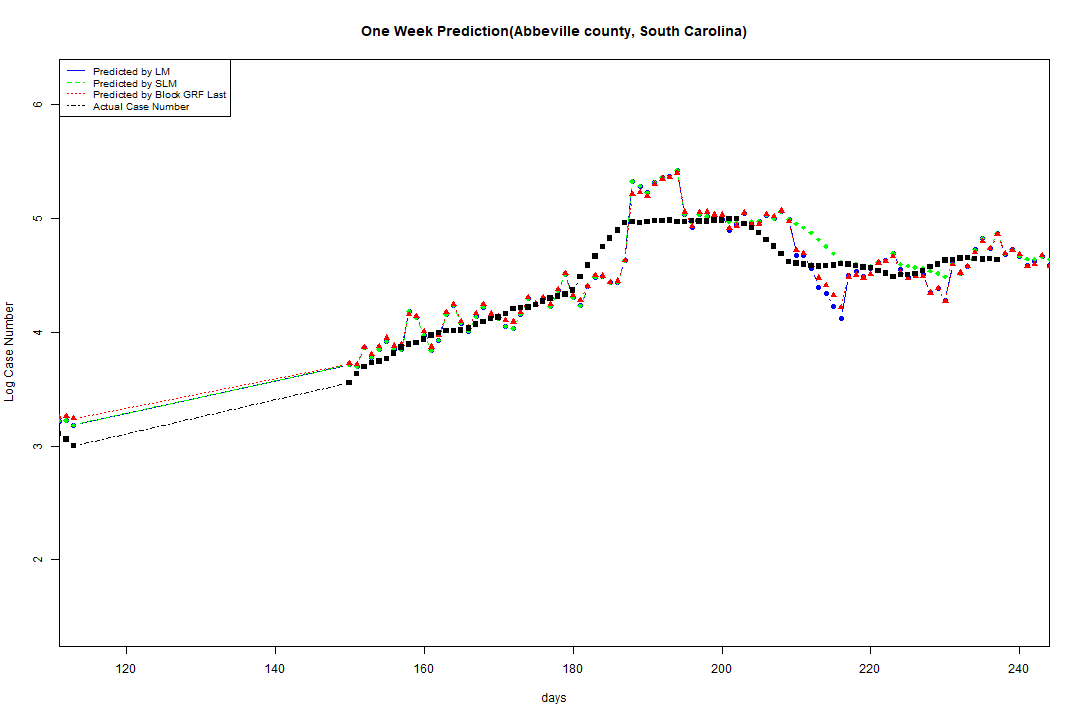 One Week Prediction(Abbeville county, South Carolina)
Predicted by LM
Predicted by SLM
Predicted by Block GRF Last
Actual Case Number
6
5
4
3
2
Log Case Number
120 140 160 180 200 220 240
days